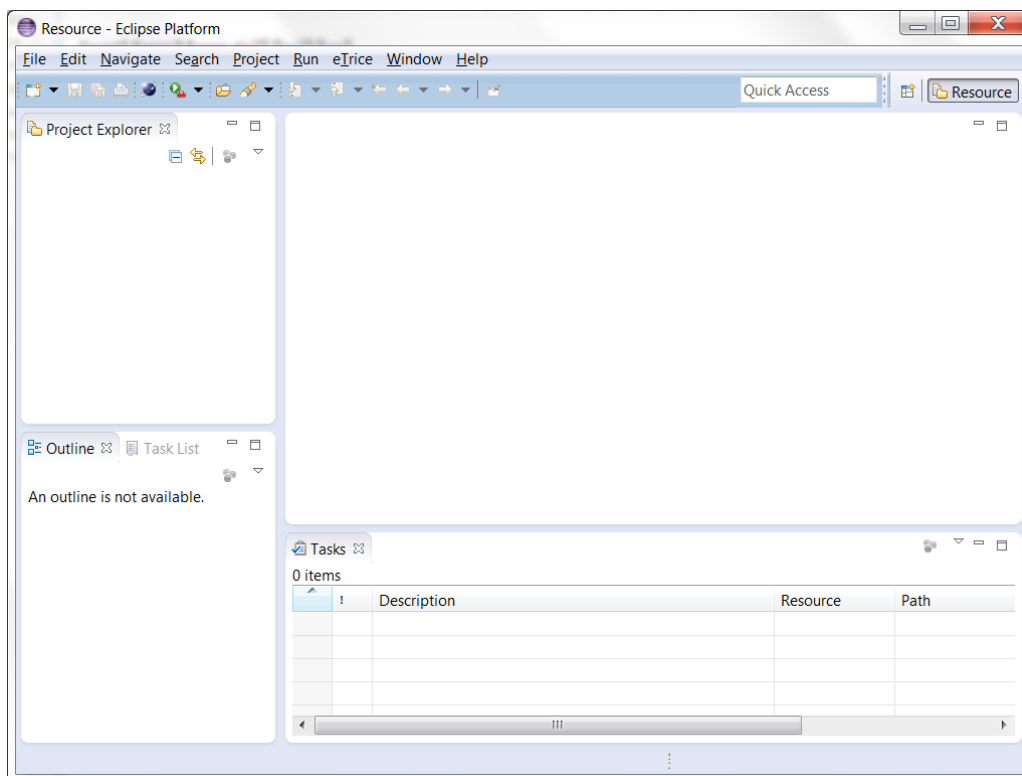 Resource - Eclipse Platform
File Edit Navigate Search Project Run eTrice Window Help
Quick Access
Resource
Project Explorer
Outline Task List
An outline is not available.
Tasks
0 items
! Description Resource Path